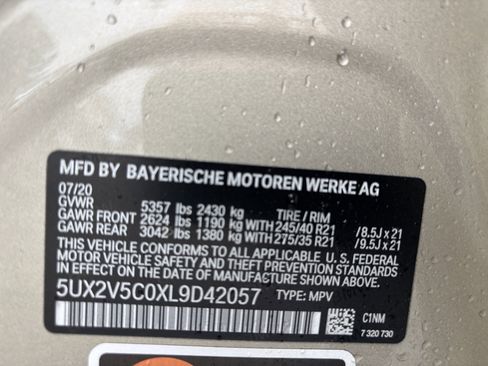 MFD BY BAYERISCHE MOTOREN WERKE AG
07/20
GVWR 5357 lbs 2430 kg TIRE / RIM
GAWR FRONT 2624 lbs 1190 kg WITH 245/40 R21 / 8.5J x 21
GAWR REAR 3042 lbs 1380 kg WITH 275/35 R21 / 9.5J x 21
THIS VEHICLE CONFORMS TO ALL APPLICABLE U. S. FEDERAL
MOTOR VEHICLE SAFETY, BUMPER, AND THEFT PREVENTION
STANDARDS IN EFFECT ON THE DATE OF MANUFACTURE SHOWN ABOVE.
5UX2V5C0XL9D42057 TYPE: MPV
C1NM
7 320 730